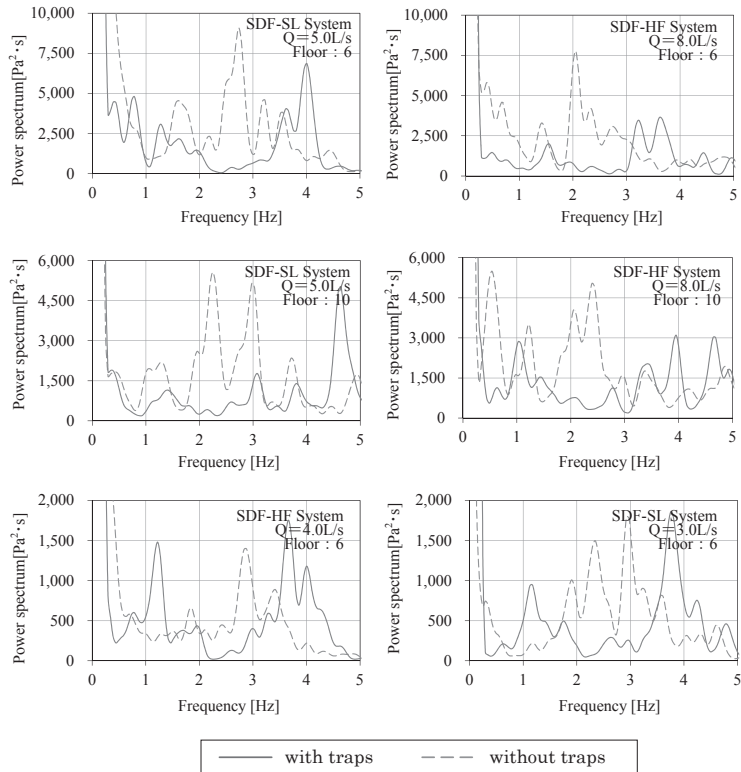 SDF-SL System
Q=5.0L/s
Floor : 6
Power spectrum[Pa²·s]
10,000
7,500
5,000
2,500
0
0 1 2 3 4 5
Frequency [Hz]
SDF-HF System
Q=8.0L/s
Floor : 6
Power spectrum[Pa²·s]
10,000
7,500
5,000
2,500
0
0 1 2 3 4 5
Frequency [Hz]
SDF-SL System
Q=5.0L/s
Floor : 10
Power spectrum[Pa²·s]
6,000
4,500
3,000
1,500
0
0 1 2 3 4 5
Frequency [Hz]
SDF-HF System
Q=8.0L/s
Floor : 10
Power spectrum[Pa²·s]
6,000
4,500
3,000
1,500
0
0 1 2 3 4 5
Frequency [Hz]
SDF-HF System
Q=4.0L/s
Floor : 6
Power spectrum[Pa²·s]
2,000
1,500
1,000
500
0
0 1 2 3 4 5
Frequency [Hz]
SDF-SL System
Q=3.0L/s
Floor : 6
Power spectrum[Pa²·s]
2,000
1,500
1,000
500
0
0 1 2 3 4 5
Frequency [Hz]
with traps without traps